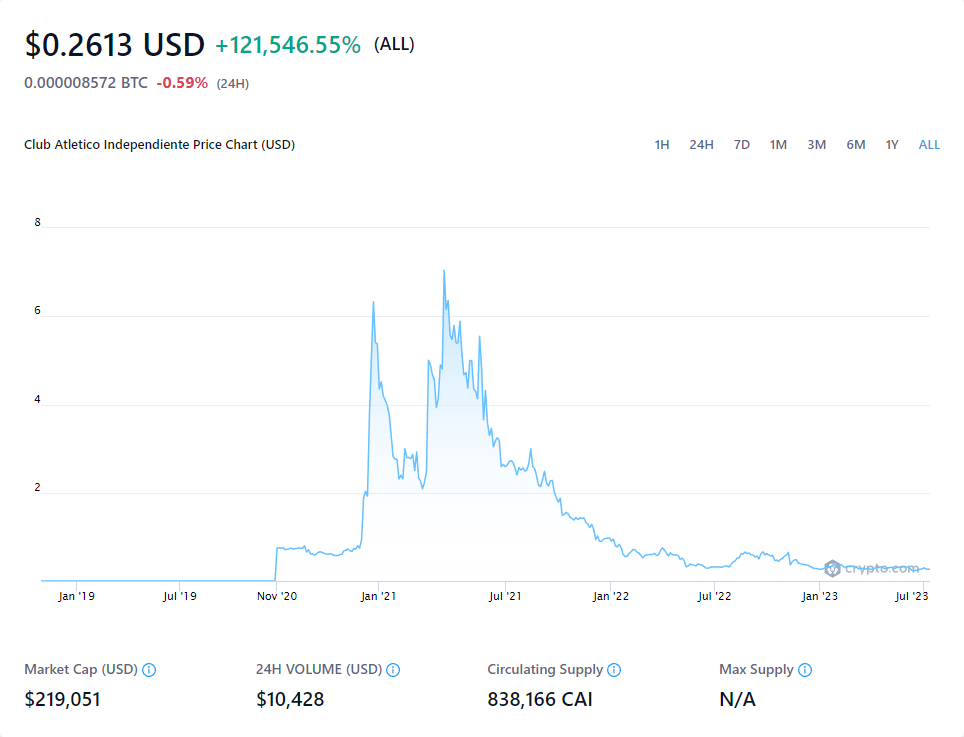 $0.2613 USD +121,546.55% (ALL)
0.000008572 BTC -0.59% (24H)
Club Atletico Independiente Price Chart (USD) 1H 24H 7D 1M 3M 6M 1Y ALL
8
6
4
2
crypto.com
Jan '19 Jul '19 Nov '20 Jan '21 Jul '21 Jan '22 Jul '22 Jan '23 Jul '23
Market Cap (USD) 24H VOLUME (USD) Circulating Supply Max Supply
$219,051 $10,428 838,166 CAI N/A